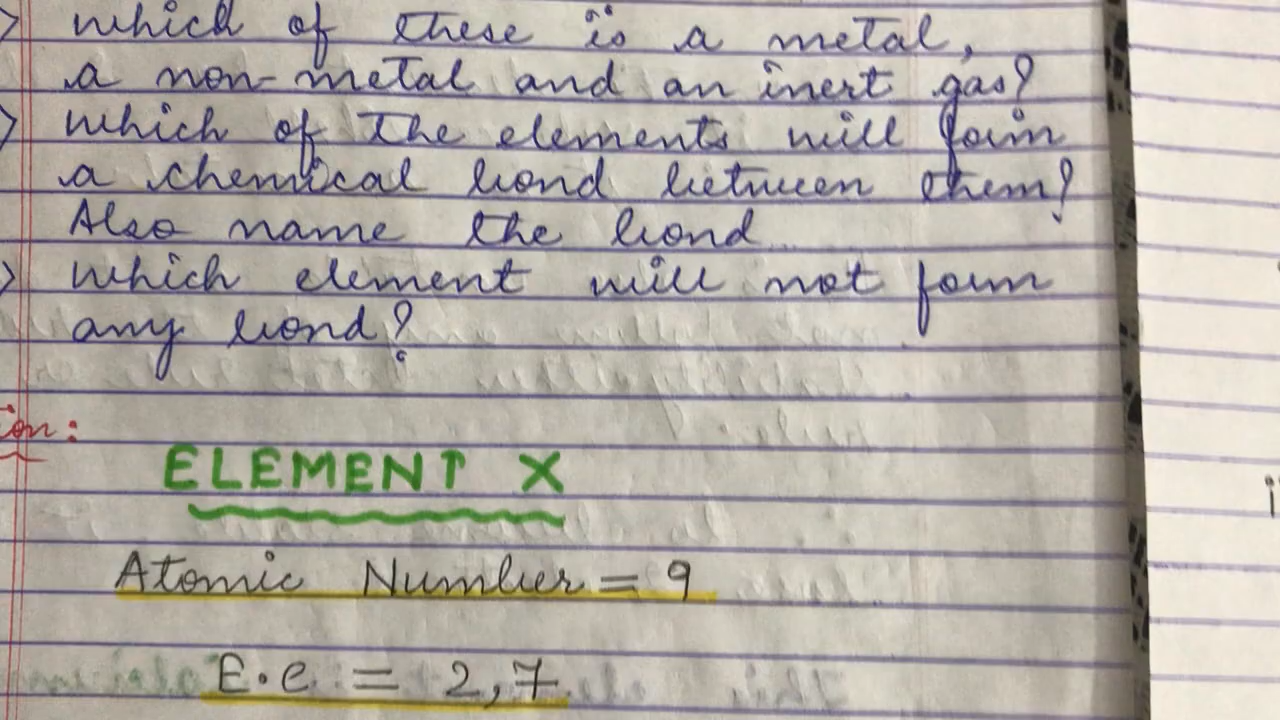 which of these is a metal,
a non-metal and an inert gas?
which of the elements will form
a chemical bond between them?
Also name the bond
which element will not form
any bond?
ELEMENT X
Atomic Number = 9
E.c = 2,7